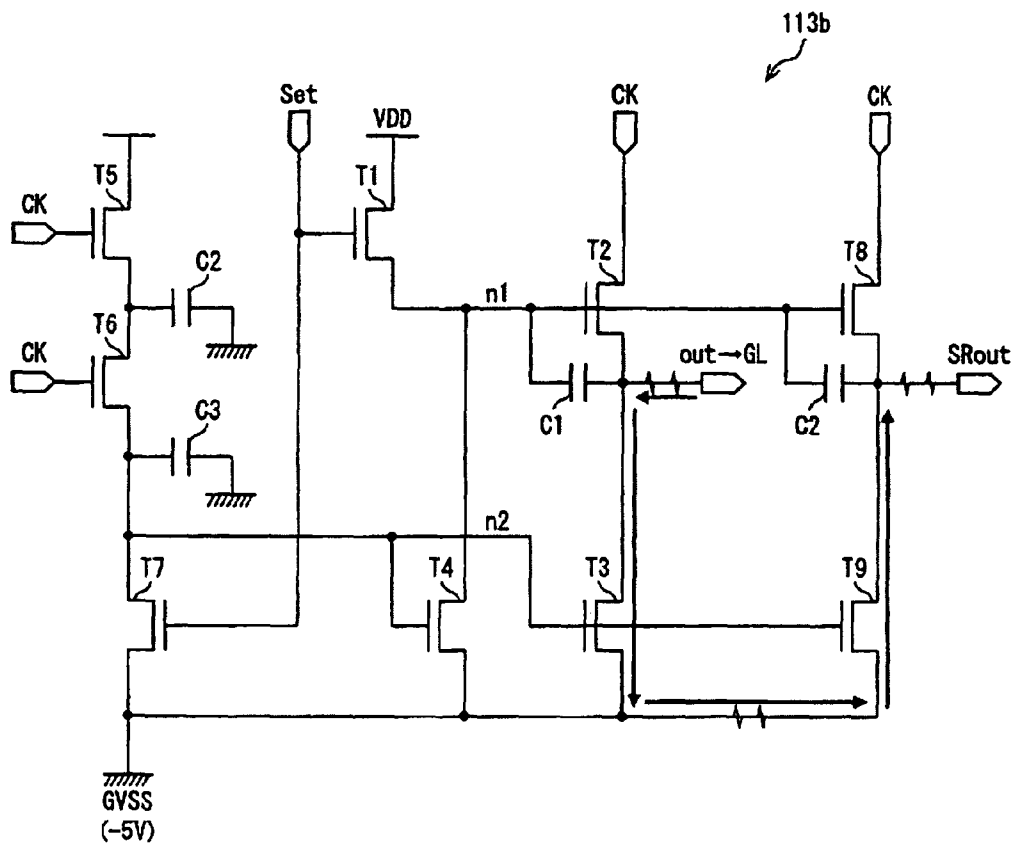 113b
Set
VDD
CK
CK
T5
T1
CK
C2
T2
T8
n1
T6
CK
out→GL
SRout
C3
C1
C2
n2
T7
T4
T3
T9
GVSS
(-5V)